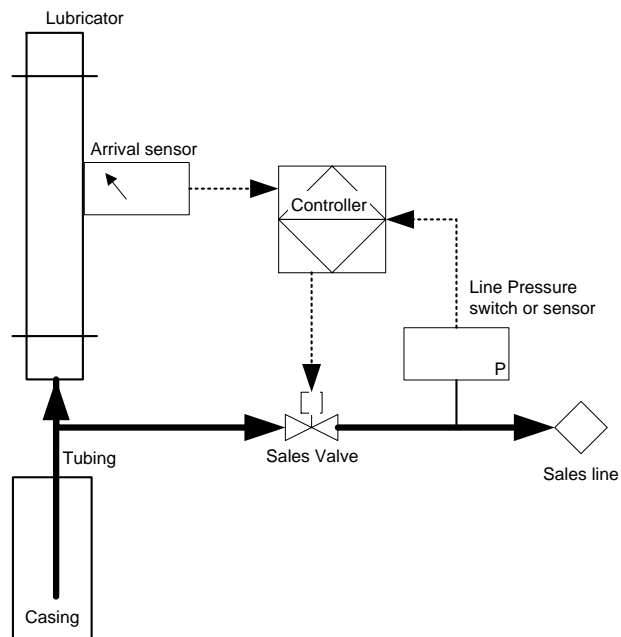 Lubricator
Arrival sensor
Controller
Line Pressure
switch or sensor
P
Tubing
Sales Valve
Sales line
Casing